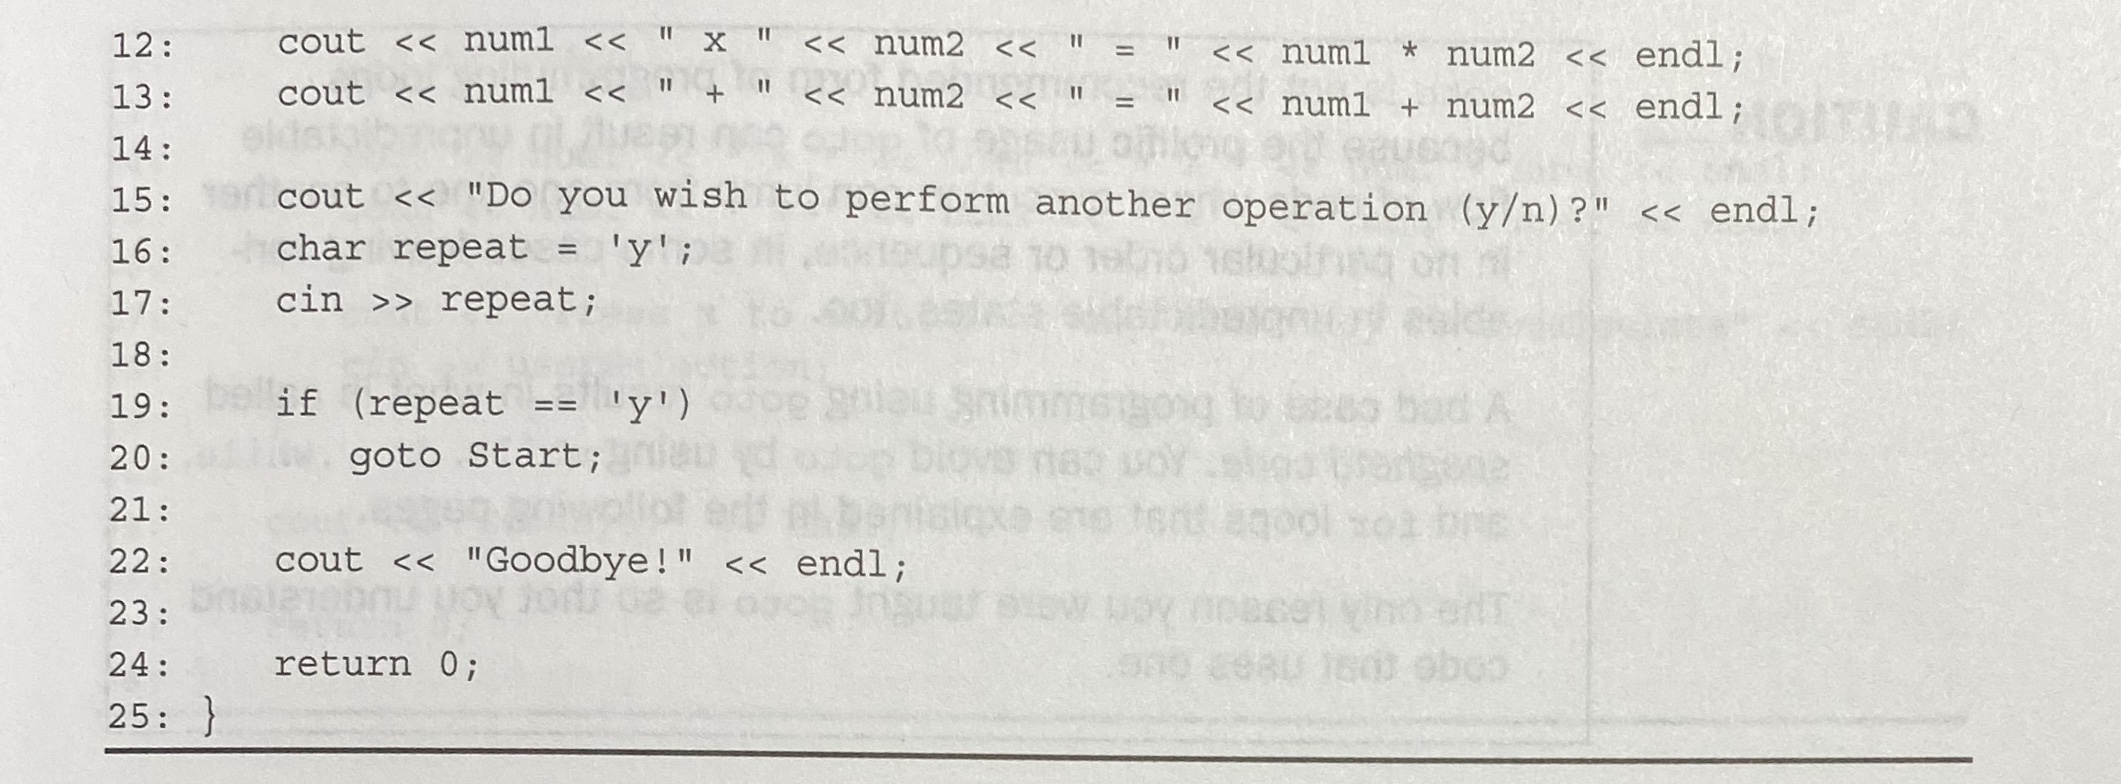 12:    cout << num1 << " x " << num2 << " = " << num1 * num2 << endl;
13:    cout << num1 << " + " << num2 << " = " << num1 + num2 << endl;
14:
15:    cout << "Do you wish to perform another operation (y/n)?" << endl;
16:    char repeat = 'y';
17:    cin >> repeat;
18:
19:    if (repeat == 'y')
20:       goto Start;
21:
22:    cout << "Goodbye!" << endl;
23:
24:    return 0;
25: }